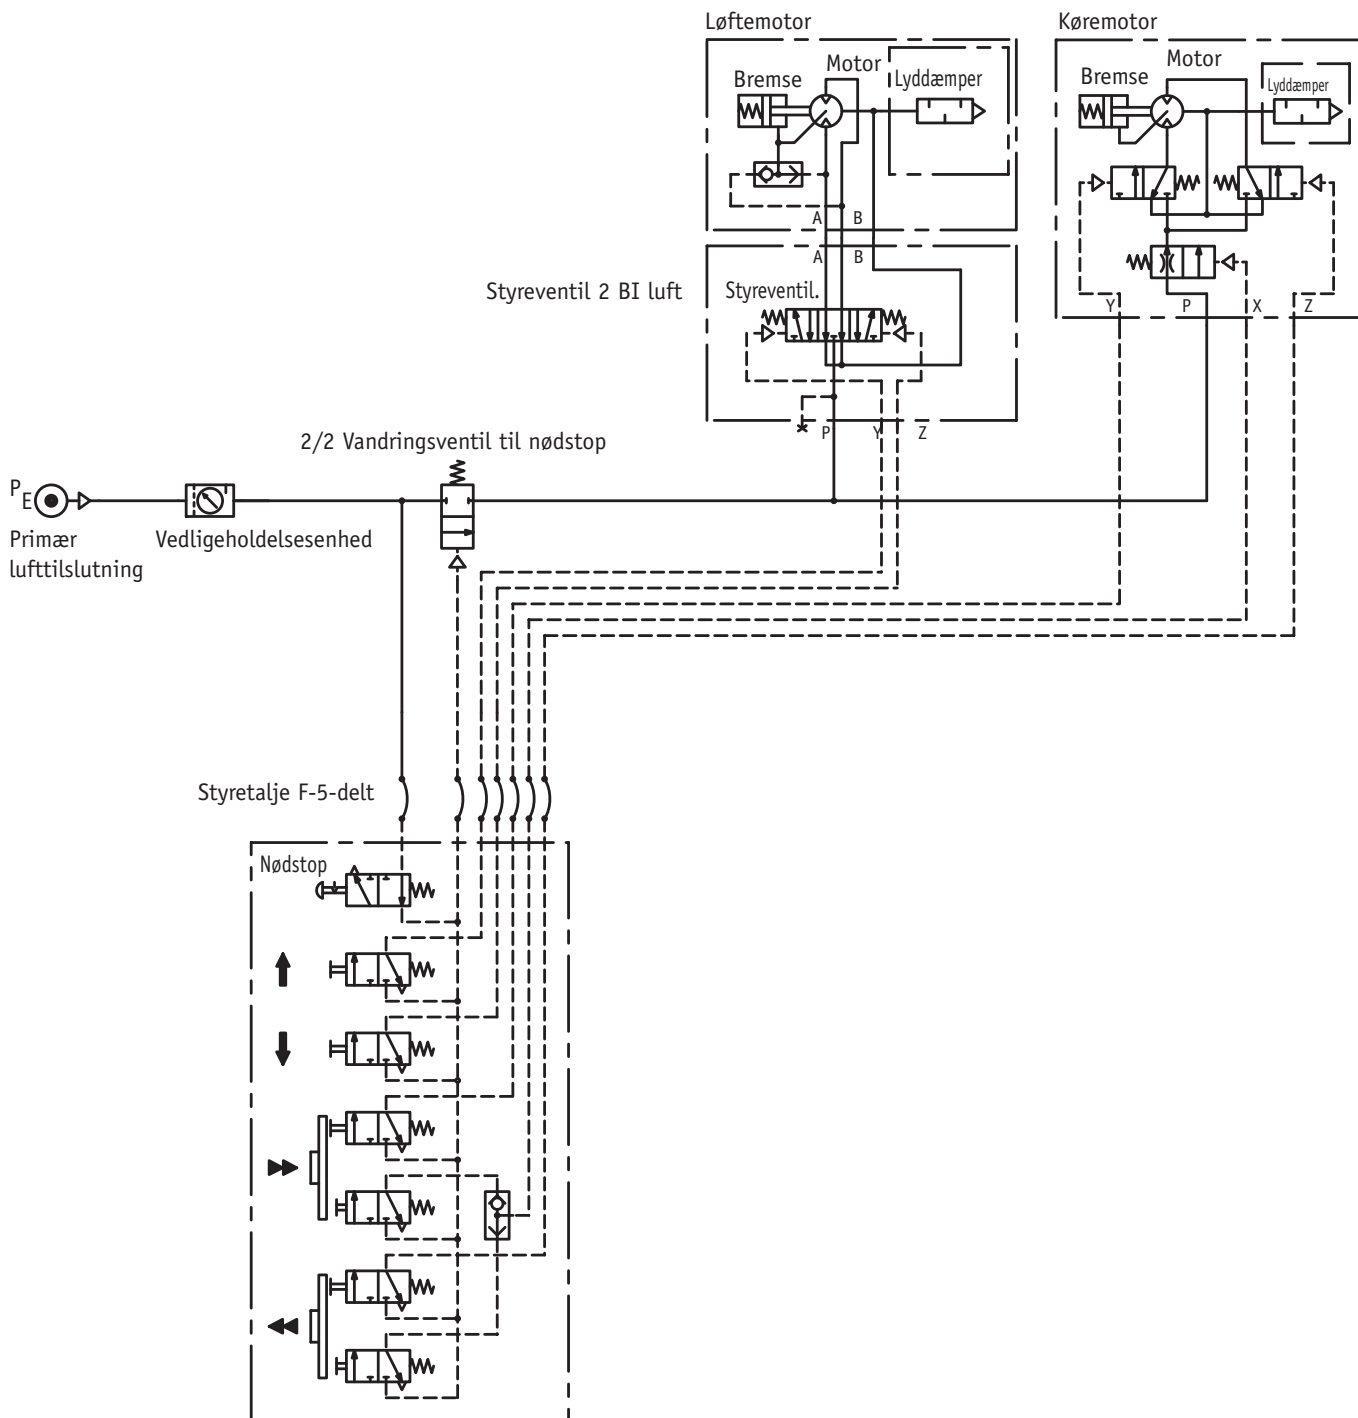 Løftemotor
Køremotor
Motor
Bremse
Lyddæmper
Motor
Bremse
Lyddæmper
A B
A B
Styreventil 2 BI luft
Styreventil.
Y P X Z
P Y Z
2/2 Vandringsventil til nødstop
PE
Primær
lufttilslutning
Vedligeholdelsesenhed
Styretalje F-5-delt
Nødstop